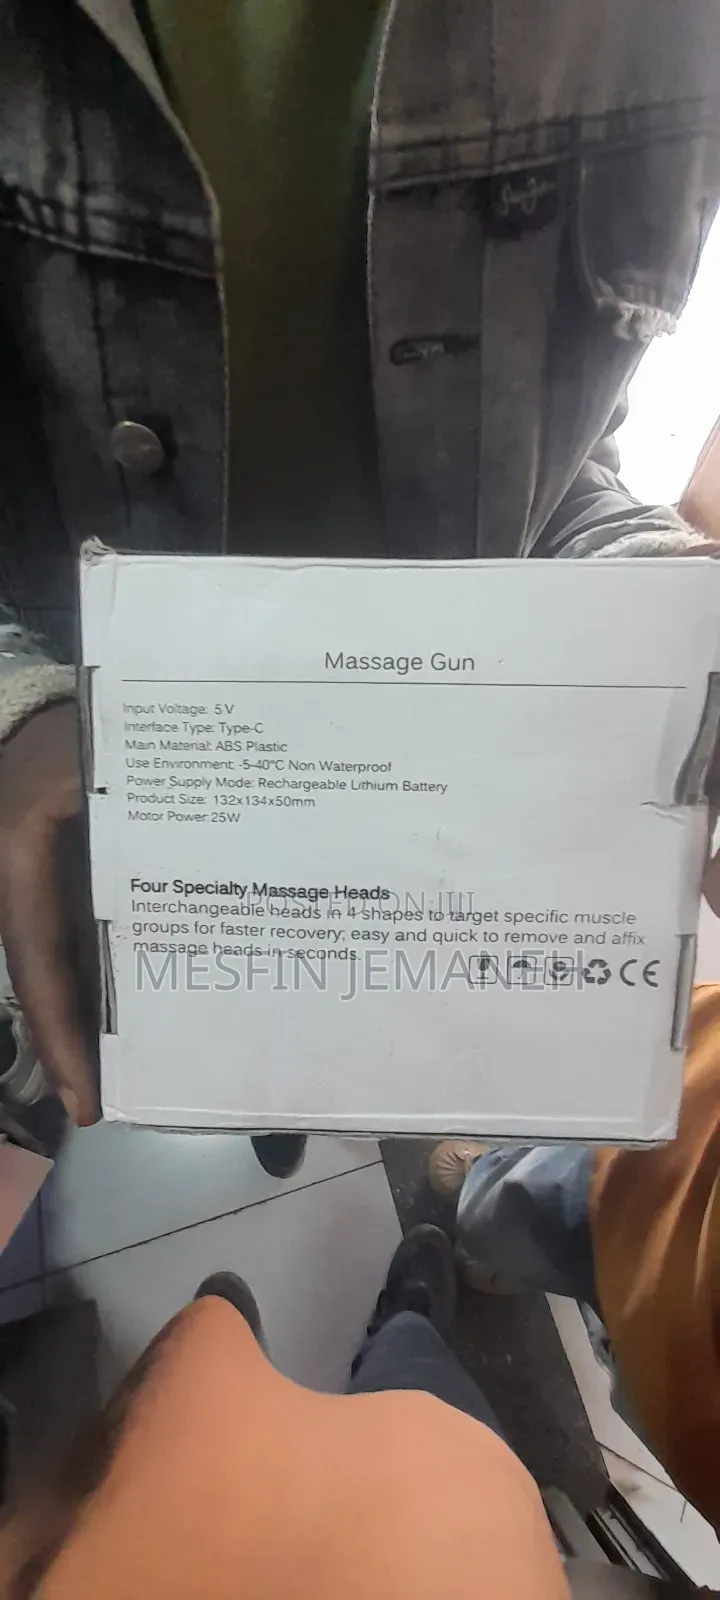 Massage Gun
Input Voltage: 5V
Interface Type: Type-C
Main Material: ABS Plastic
Use Environment: -5-40°C Non Waterproof
Power Supply Mode: Rechargeable Lithium Battery
Product Size: 132x134x50mm
Motor Power:25W
Four Specialty Massage Heads
POSTED ON JIJI
Interchangeable heads in 4 shapes to target specific muscle
groups for faster recovery; easy and quick to remove and affix
massage heads in seconds.
MESFIN JEMANEH
CE